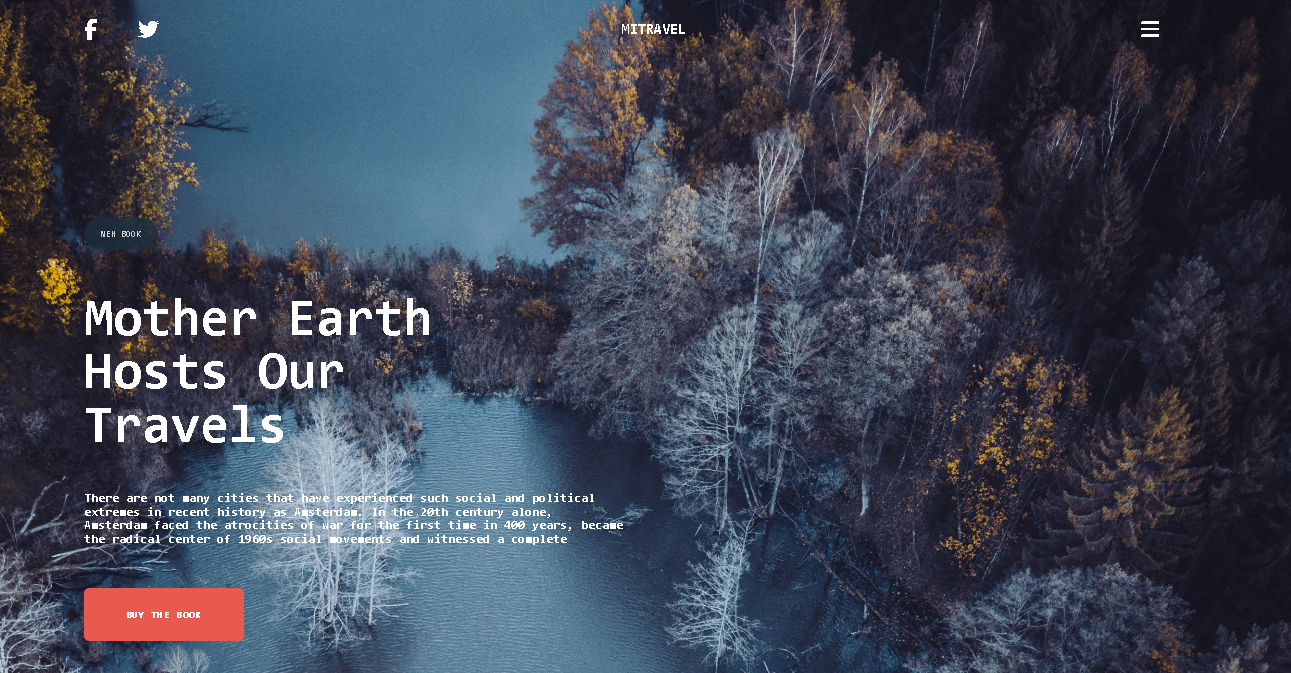 MITRAVEL
NEW BOOK
Mother Earth
Hosts Our
Travels
There are not many cities that have experienced such social and political
extremes in recent history as Amsterdam. In the 20th century alone,
Amsterdam faced the atrocities of war for the first time in 400 years, became
the radical center of 1960s social movements and witnessed a complete
BUY THE BOOK